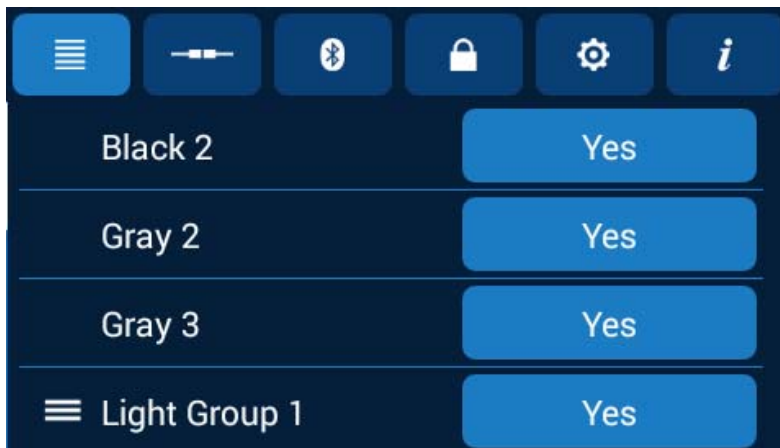 i
Black 2 Yes
Gray 2 Yes
Gray 3 Yes
Light Group 1 Yes